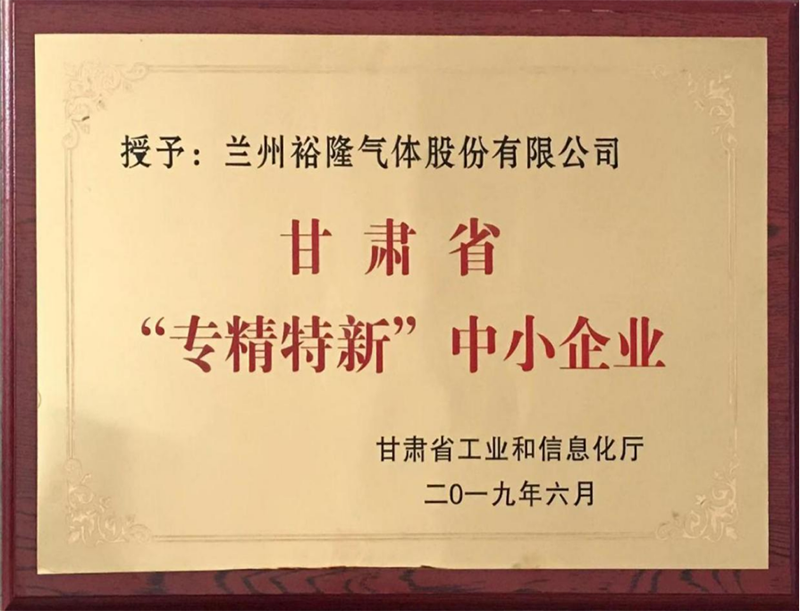 授予：兰州裕隆气体股份有限公司
甘肃省
“专精特新”中小企业
甘肃省工业和信息化厅
二0一九年六月